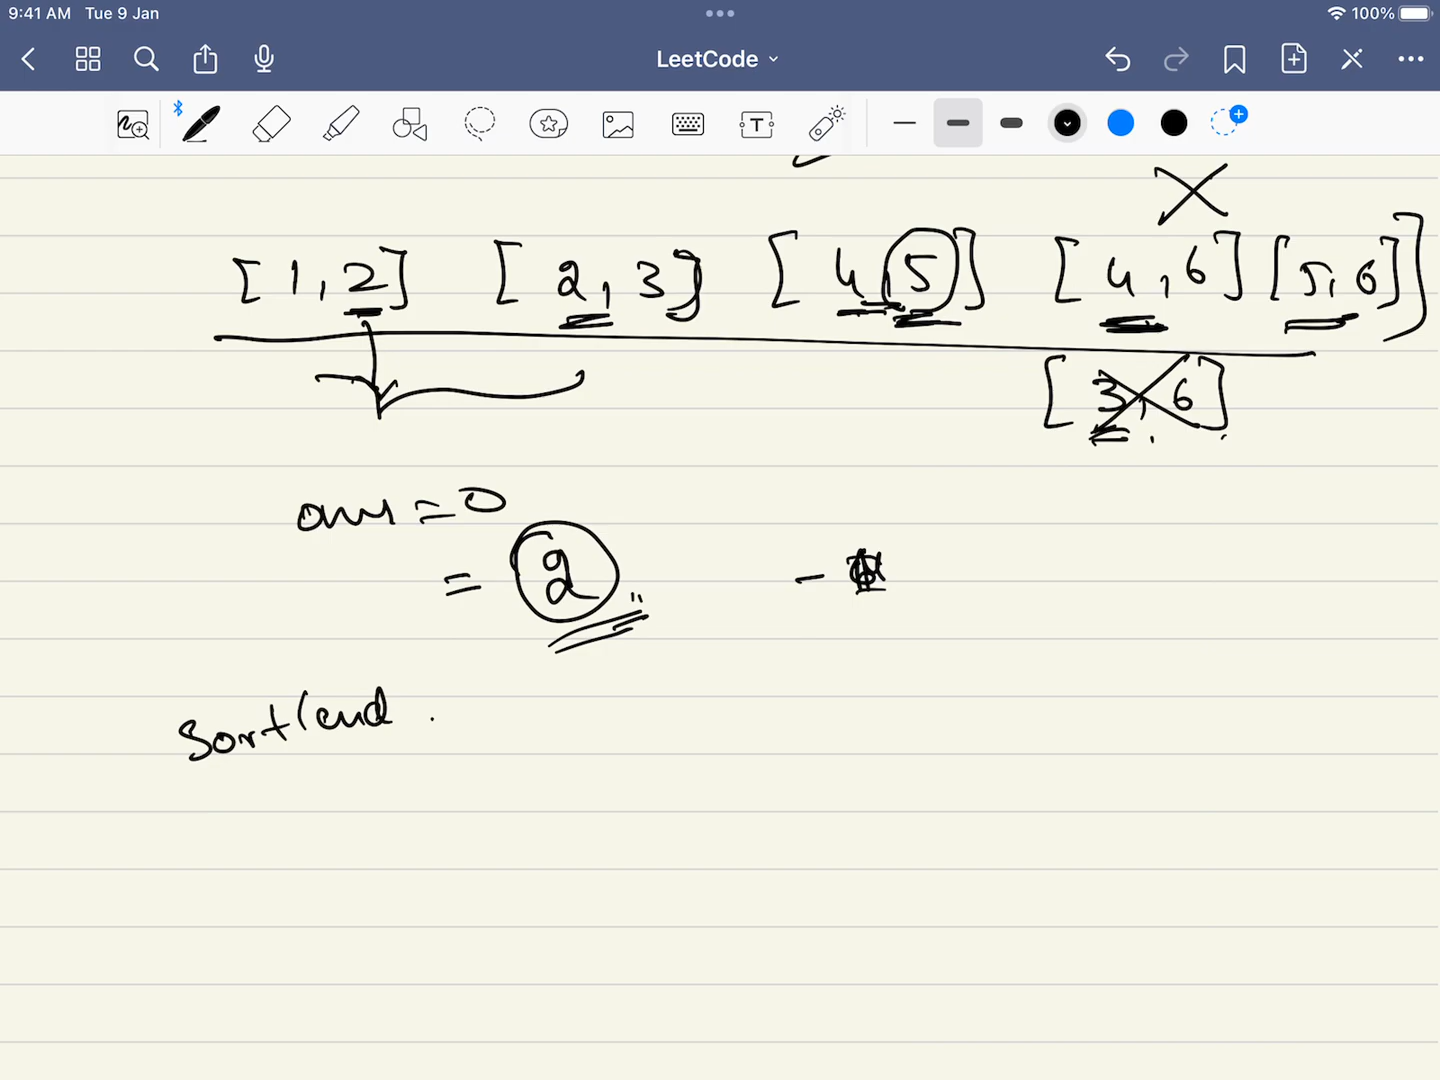 9:41 AM Tue 9 Jan 100%
LeetCode
T
[1,2] [2,3] [4,5] [4,6] [5,6]]
[3,6]
ans = 0
= 2
sort(end